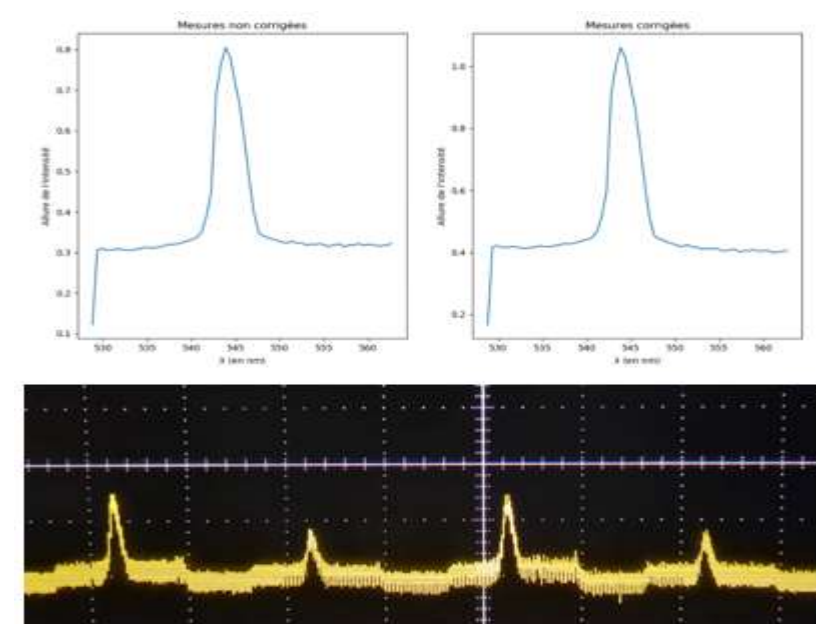 Mesures non corrigées
Allure de l'intensité
0.8
0.7
0.6
0.5
0.4
0.3
0.2
0.1
530 535 540 545 550 555 560
λ (en nm)
Mesures corrigées
Allure de l'intensité
1.0
0.8
0.6
0.4
0.2
530 535 540 545 550 555 560
λ (en nm)